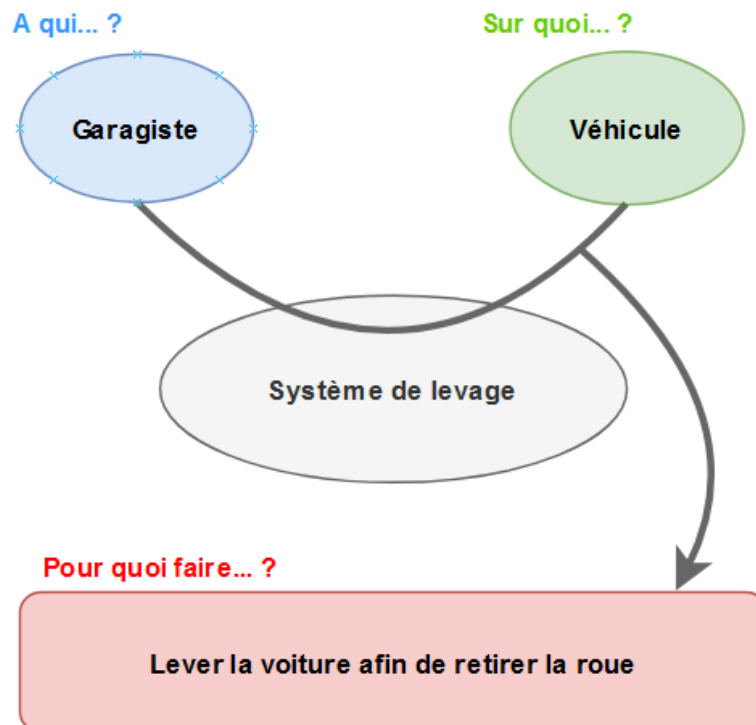 A qui... ?
Sur quoi... ?
Garagiste
Véhicule
Système de levage
Pour quoi faire... ?
Lever la voiture afin de retirer la roue